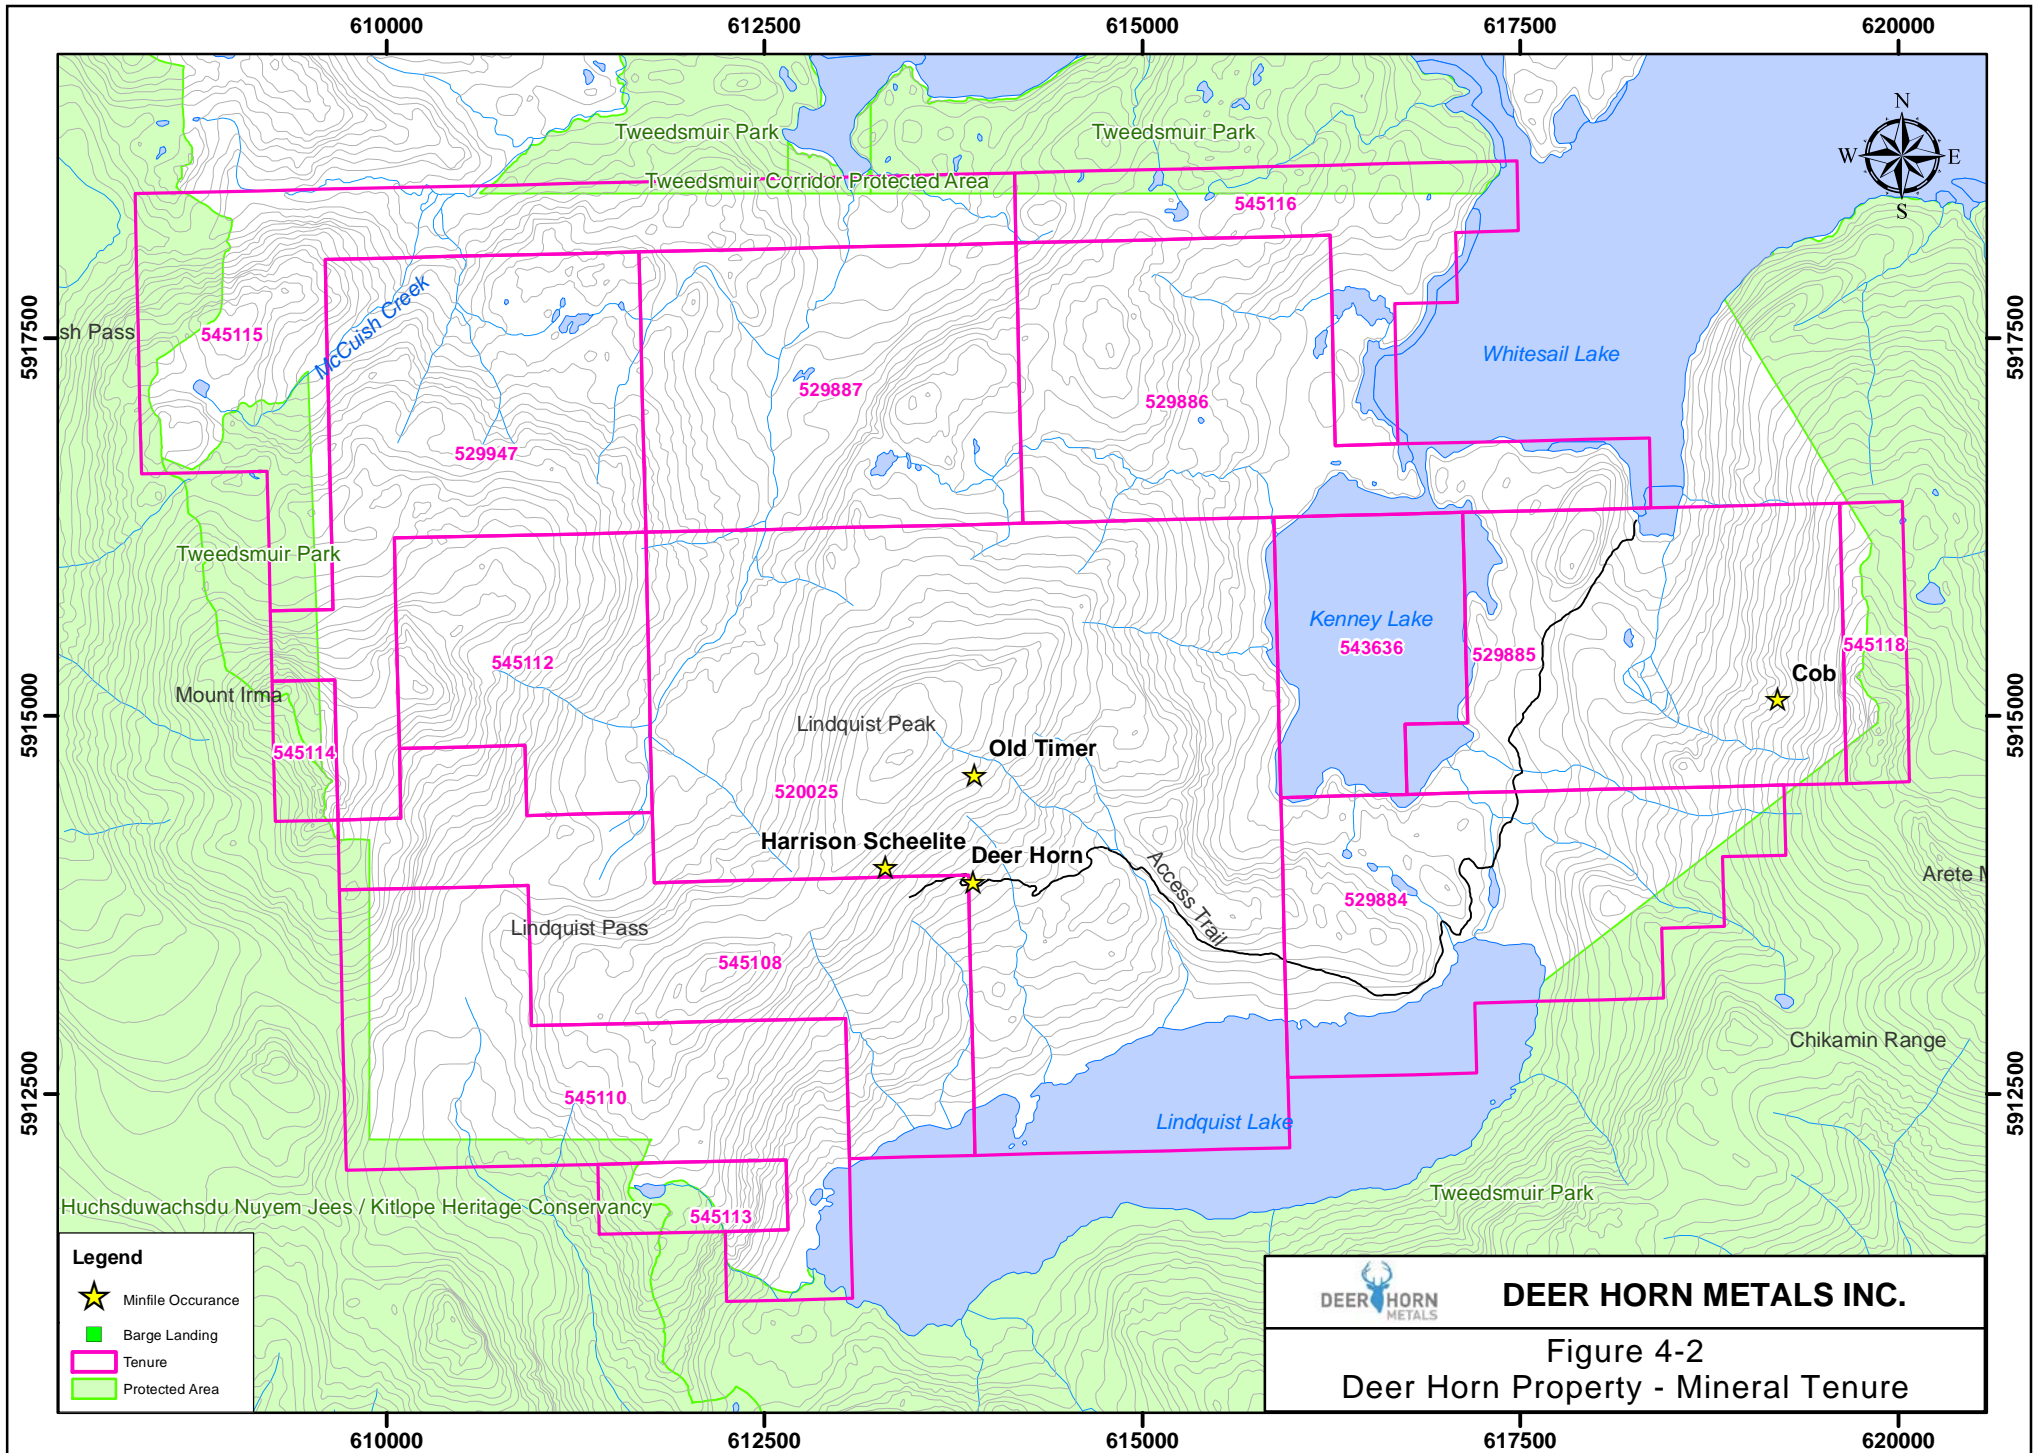 610000 612500 615000 617500 620000
Tweedsmuir Park
Tweedsmuir Park
N
W E
S
Tweedsmuir Corridor Protected Area
545116
McCuish Creek
5917500
5917500
sh Pass
545115
Whitesail Lake
529887
529886
529947
Tweedsmuir Park
Kenney Lake
543636
529885
545118
545112
Cob
Mount Irma
5915000
5915000
Lindquist Peak
Old Timer
545114
520025
Harrison Scheelite
Deer Horn
Access Trail
Arete M
529884
Lindquist Pass
545108
Chikamin Range
5912500
5912500
545110
Lindquist Lake
Tweedsmuir Park
Huchsduwachsdu Nuyem Jees / Kitlope Heritage Conservancy
545113
Legend
Minfile Occurance
Barge Landing
Tenure
Protected Area
DEER HORN
METALS
DEER HORN METALS INC.
Figure 4-2
Deer Horn Property - Mineral Tenure
610000 612500 615000 617500 620000